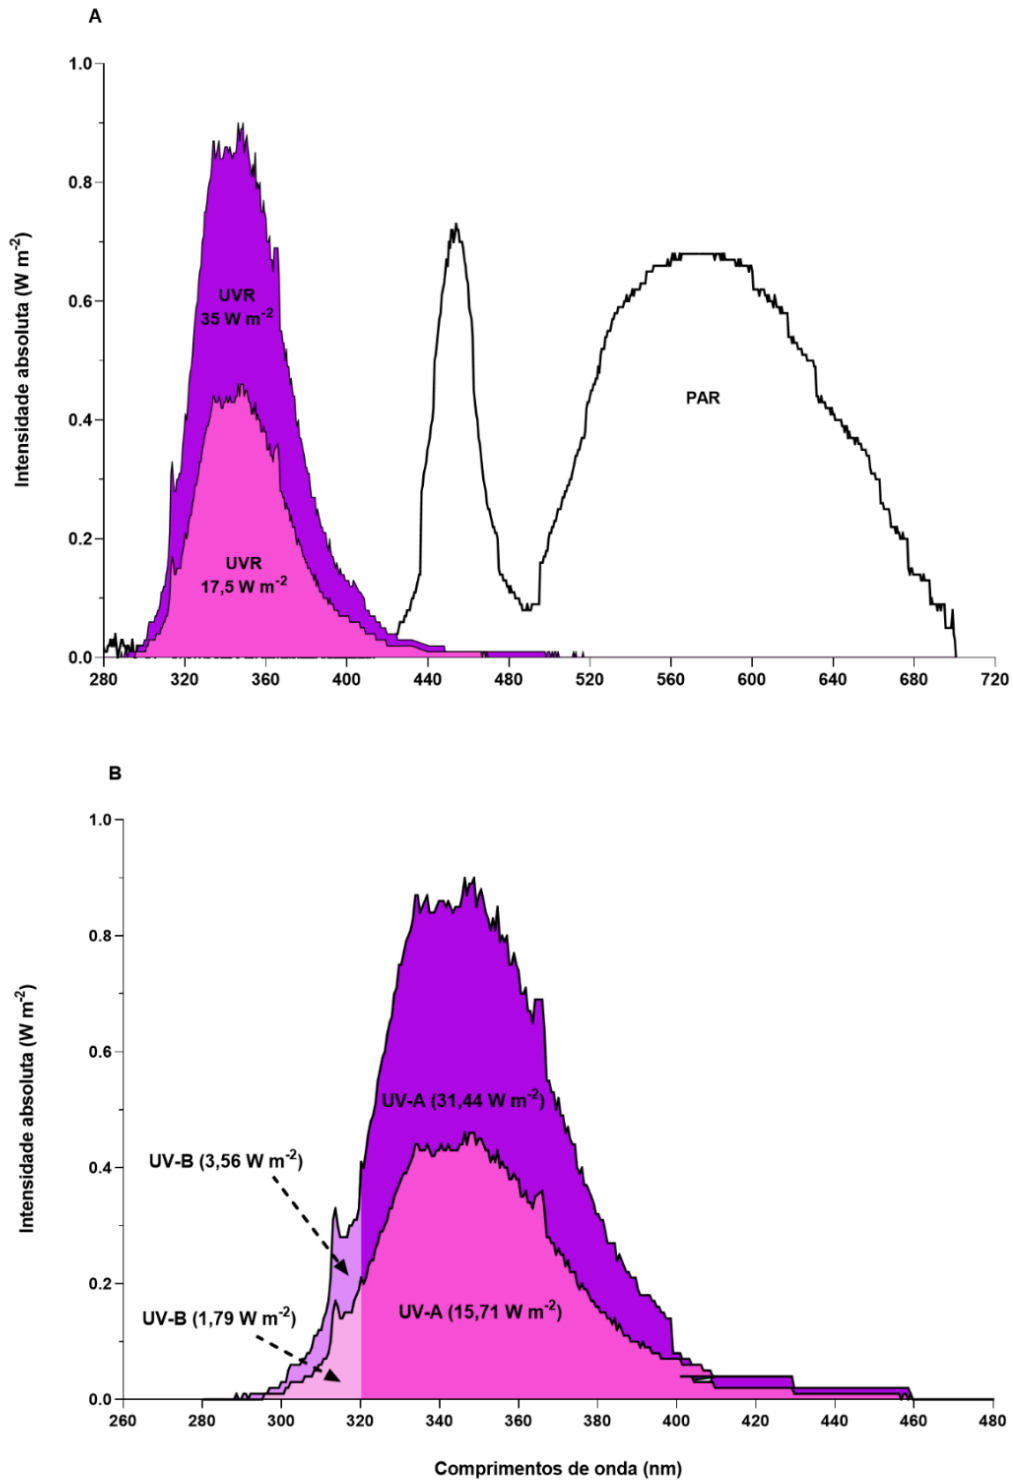 A
1.0
0.8
0.6
0.4
0.2
0.0
Intensidade absoluta (W m-2)
UVR
35 W m-2
UVR
17,5 W m-2
PAR
280 320 360 400 440 480 520 560 600 640 680 720
B
1.0
0.8
0.6
0.4
0.2
0.0
Intensidade absoluta (W m-2)
UV-A (31,44 W m-2)
UV-B (3,56 W m-2)
UV-A (15,71 W m-2)
UV-B (1,79 W m-2)
260 280 300 320 340 360 380 400 420 440 460 480
Comprimentos de onda (nm)